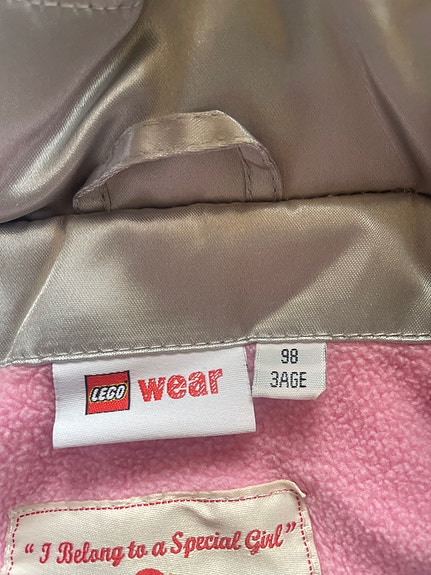 LEGO wear
98
3AGE
"I Belong to a Special Girl"